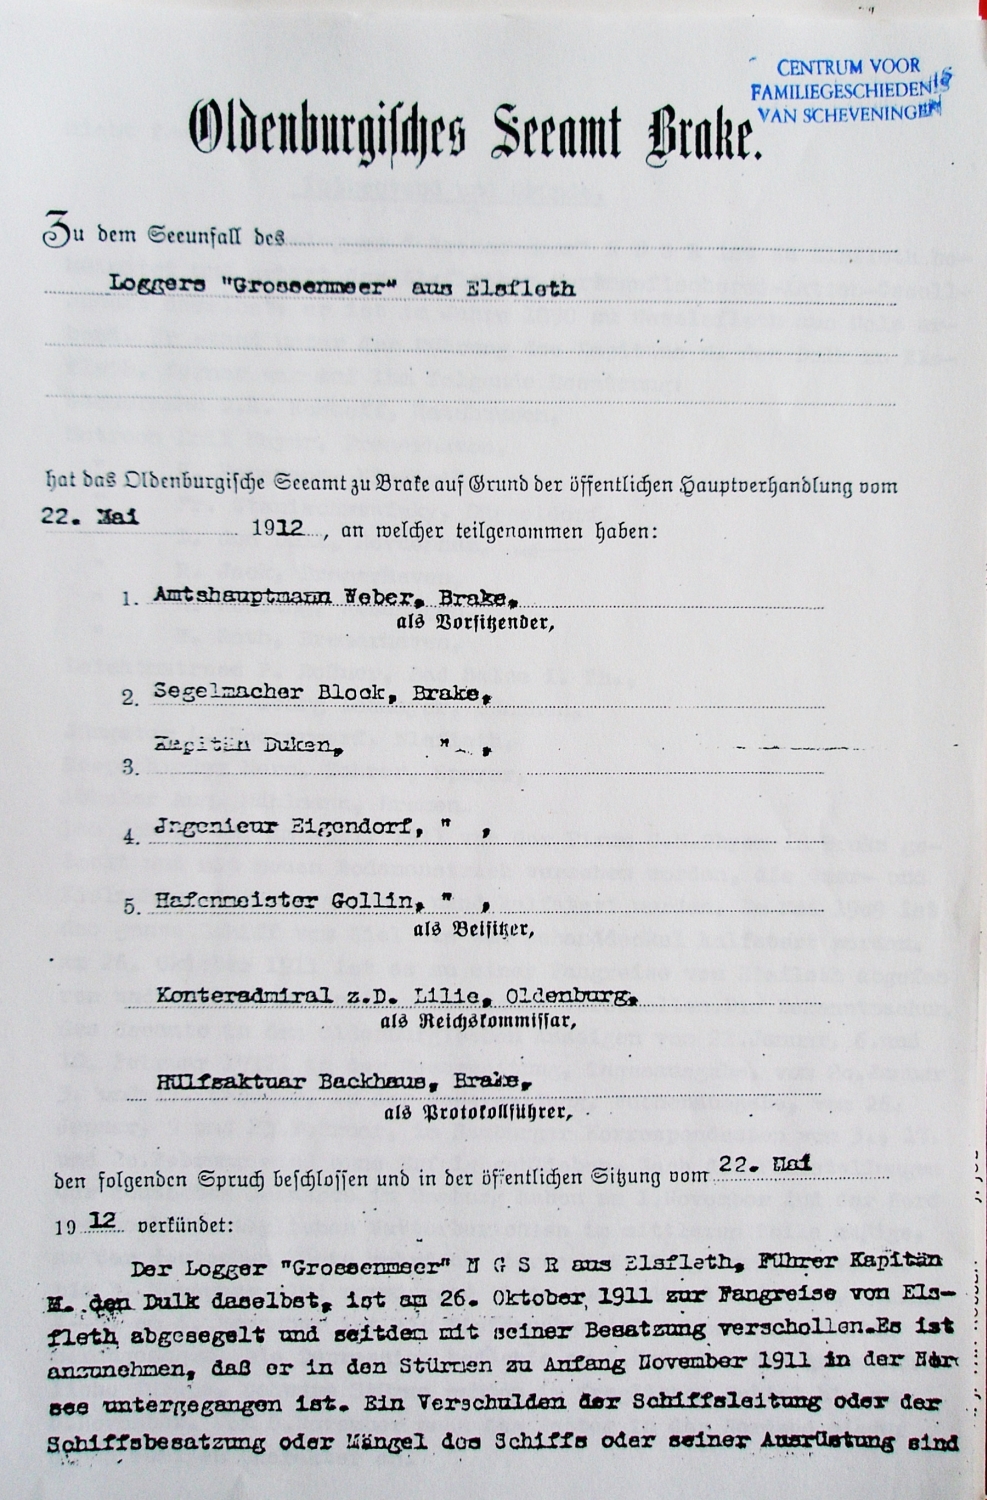 CENTRUM VOOR
FAMILIEGESCHIEDENIS
VAN SCHEVENINGEN
Oldenburgisches Seeamt Brake.
Zu dem Seeunfall des
Loggers "Grossenmeer" aus Elsfleth
hat das Oldenburgische Seeamt zu Brake auf Grund der öffentlichen Hauptverhandlung vom
22. Mai 1912, an welcher teilgenommen haben:
1. Amtshauptmann Weber, Brake,
als Vorsitzender,
2. Segelmacher Block, Brake,
3. Kapitän Duken, " ,
4. Jngenieur Eigendorf, " ,
5. Hafenmeister Gollin, " ,
als Beisitzer,
Konteradmiral z.D. Lilie, Oldenburg,
als Reichskommissar,
Hülfsaktuar Backhaus, Brake,
als Protokollführer,
den folgenden Spruch beschlossen und in der öffentlichen Sitzung vom 22. Mai
1912 verkündet:
Der Logger "Grossenmeer" N G S R aus Elsfleth, Führer Kapitän
M. den Dulk daselbst, ist am 26. Oktober 1911 zur Fangreise von Els-
fleth abgesegelt und seitdem mit seiner Besatzung verschollen.Es ist
anzunehmen, daß er in den Stürmen zu Anfang November 1911 in der Nor
see untergegangen ist. Ein Verschulden der Schiffsleitung oder der
Schiffsbesatzung oder Mängel des Schiffs oder seiner Ausrüstung sind